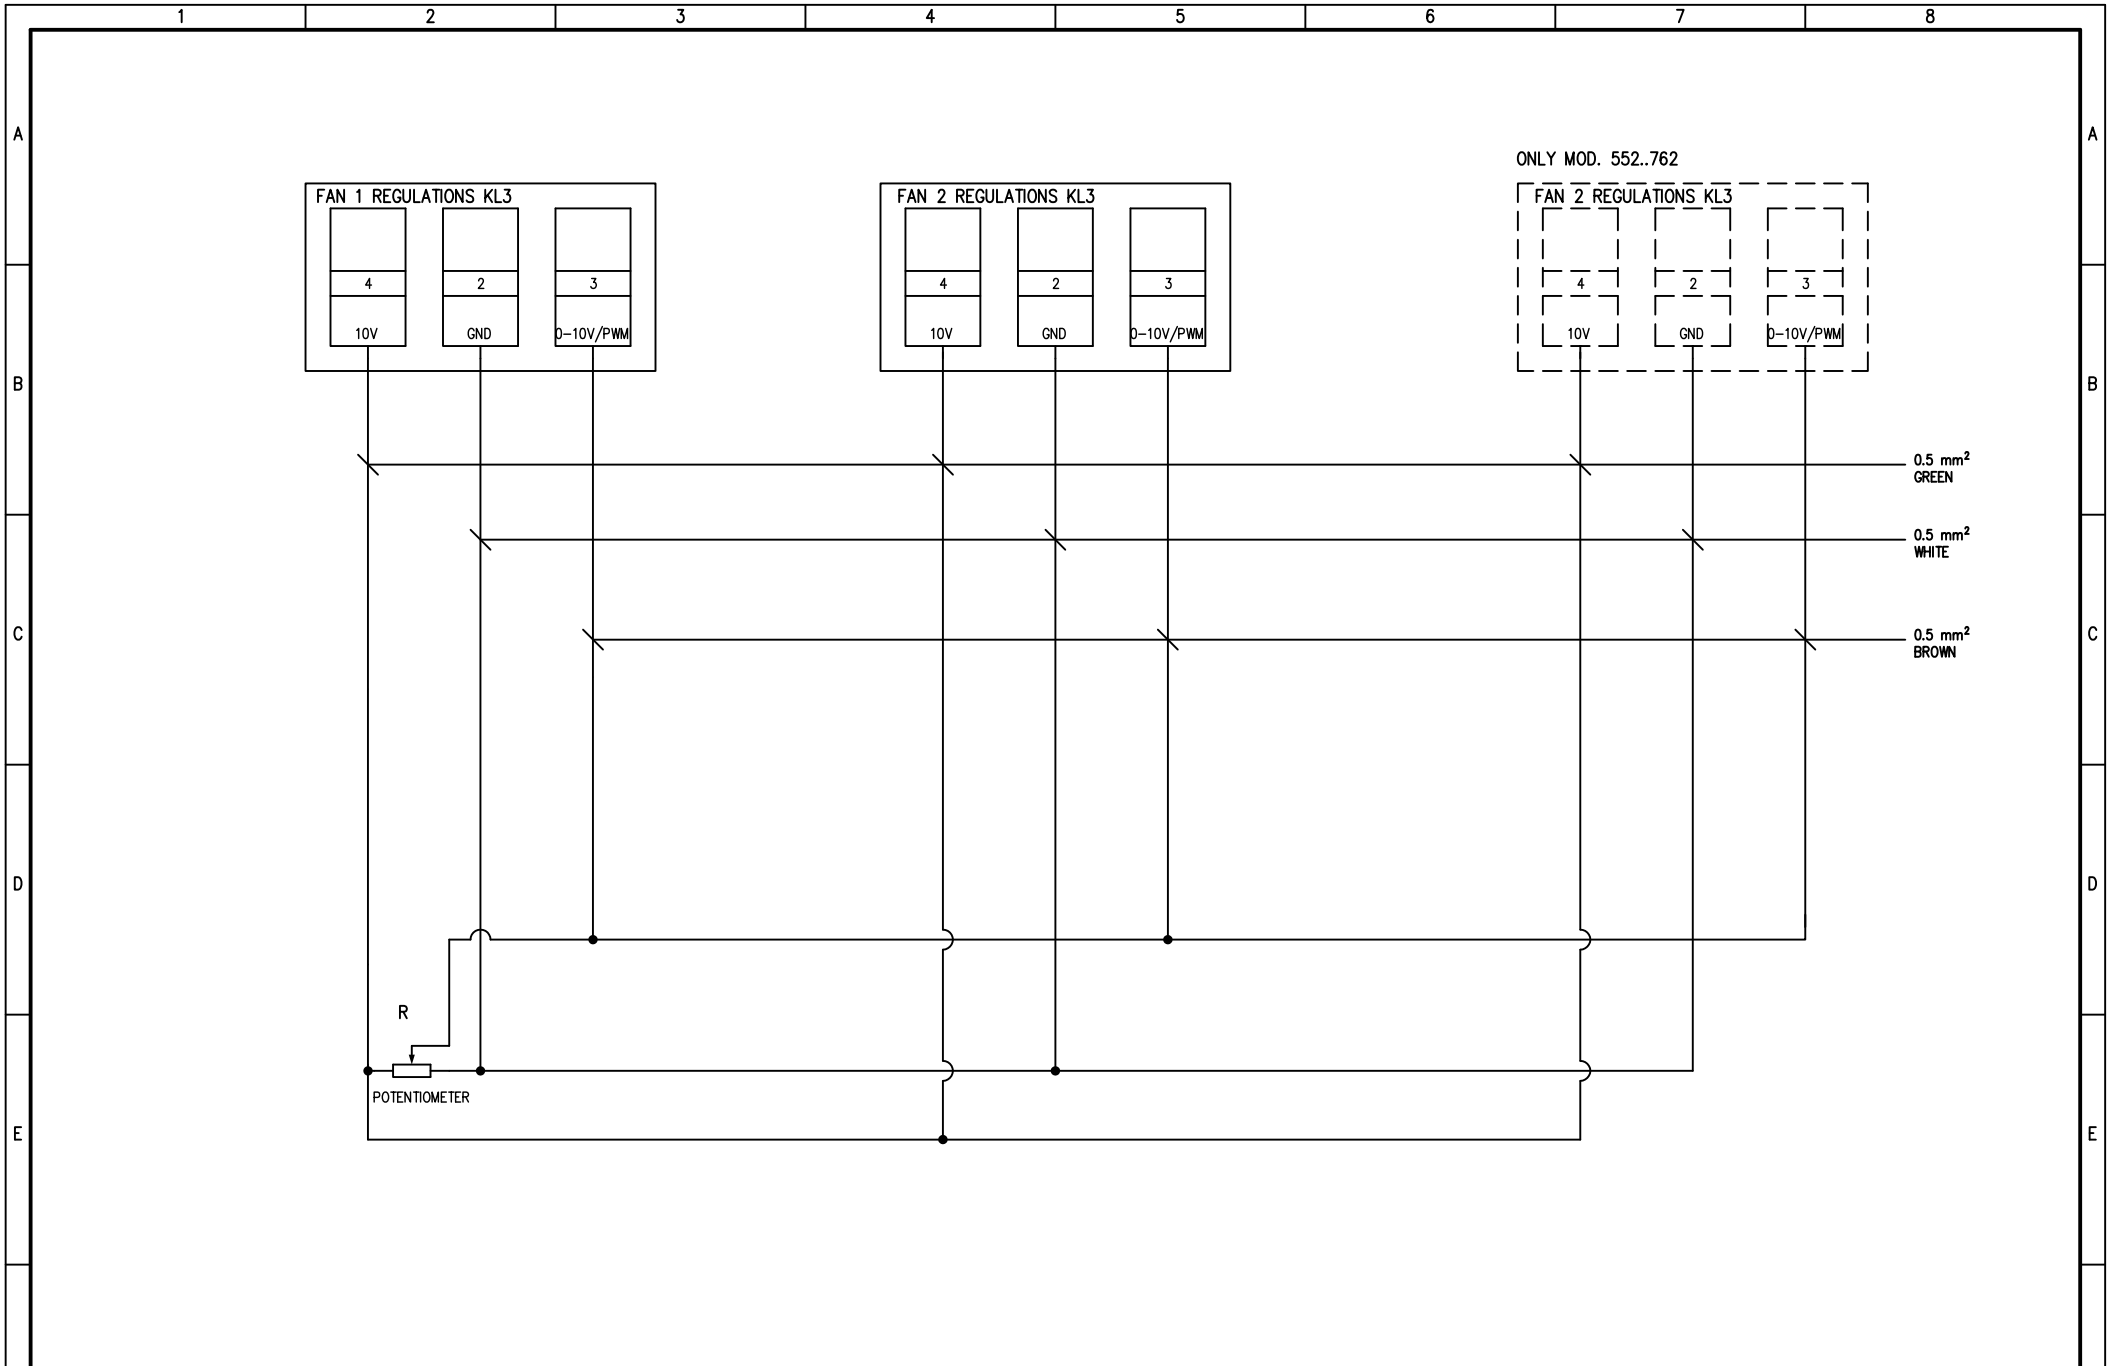 1 2 3 4 5 6 7 8
A A
ONLY MOD. 552..762
FAN 1 REGULATIONS KL3 FAN 2 REGULATIONS KL3 FAN 2 REGULATIONS KL3
4 2 3 4 2 3 4 2 3
10V GND 0-10V/PWM 10V GND 0-10V/PWM 10V GND 0-10V/PWM
B B
0.5 mm²
GREEN
0.5 mm²
WHITE
C C
0.5 mm²
BROWN
D D
R
POTENTIOMETER
E E